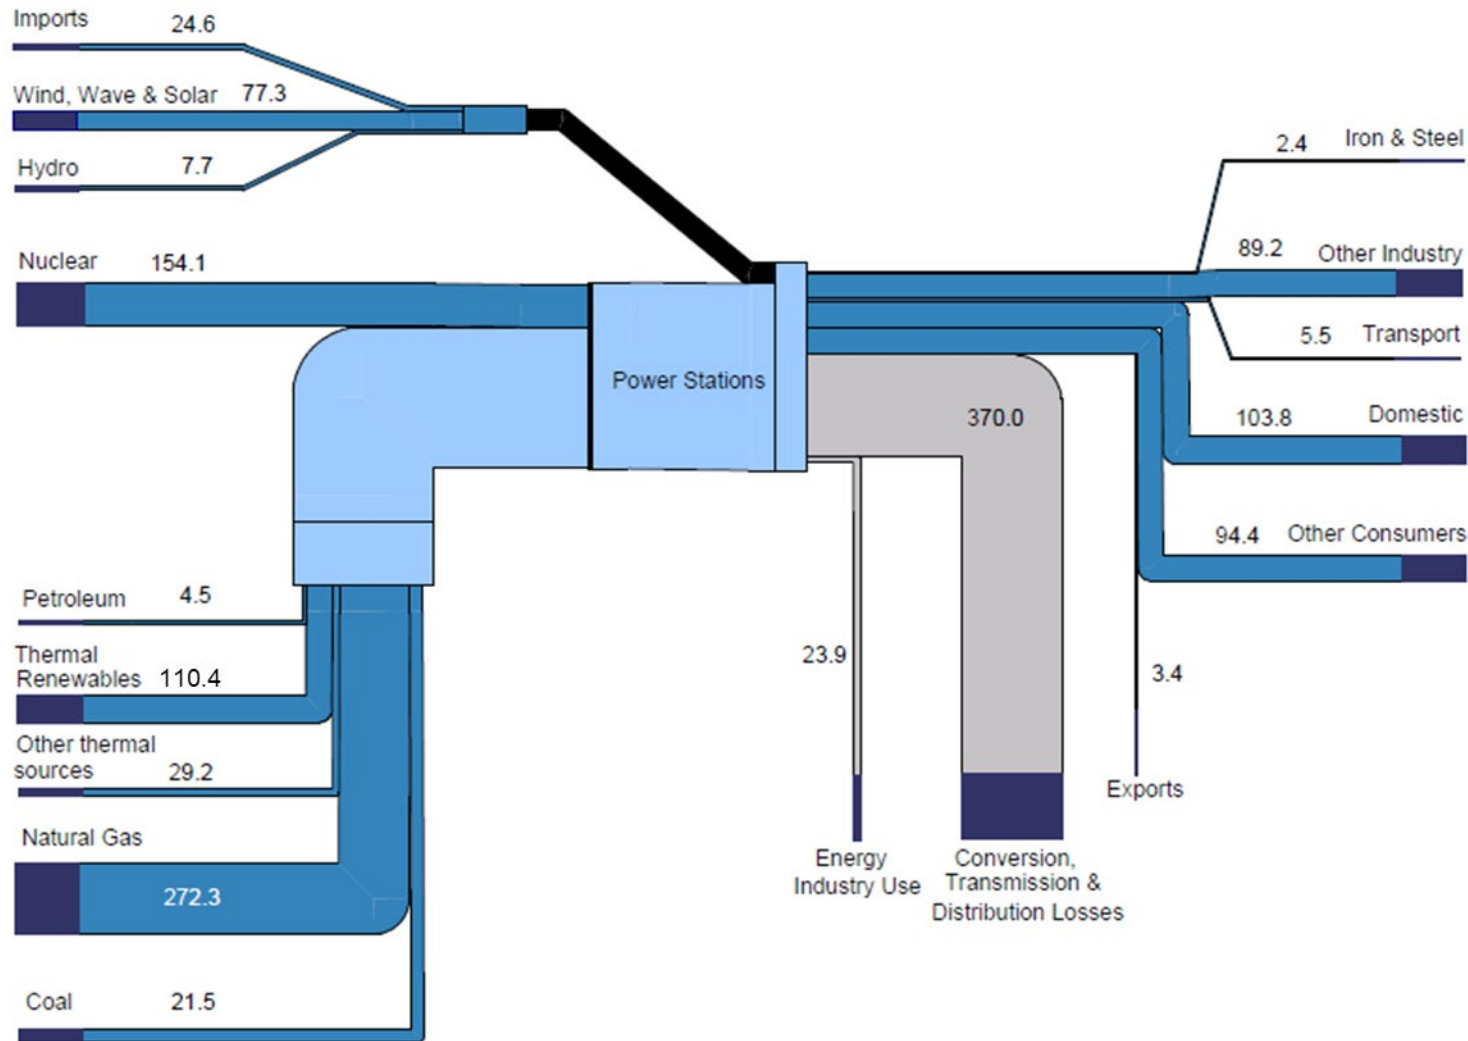 Imports 24.6
Wind, Wave & Solar 77.3
Hydro 7.7
Nuclear 154.1
Power Stations
Petroleum 4.5
Thermal
Renewables 110.4
Other thermal
sources 29.2
Natural Gas
272.3
Coal 21.5
2.4 Iron & Steel
89.2 Other Industry
5.5 Transport
370.0
103.8 Domestic
94.4 Other Consumers
23.9
3.4
Exports
Energy
Industry Use
Conversion,
Transmission &
Distribution Losses